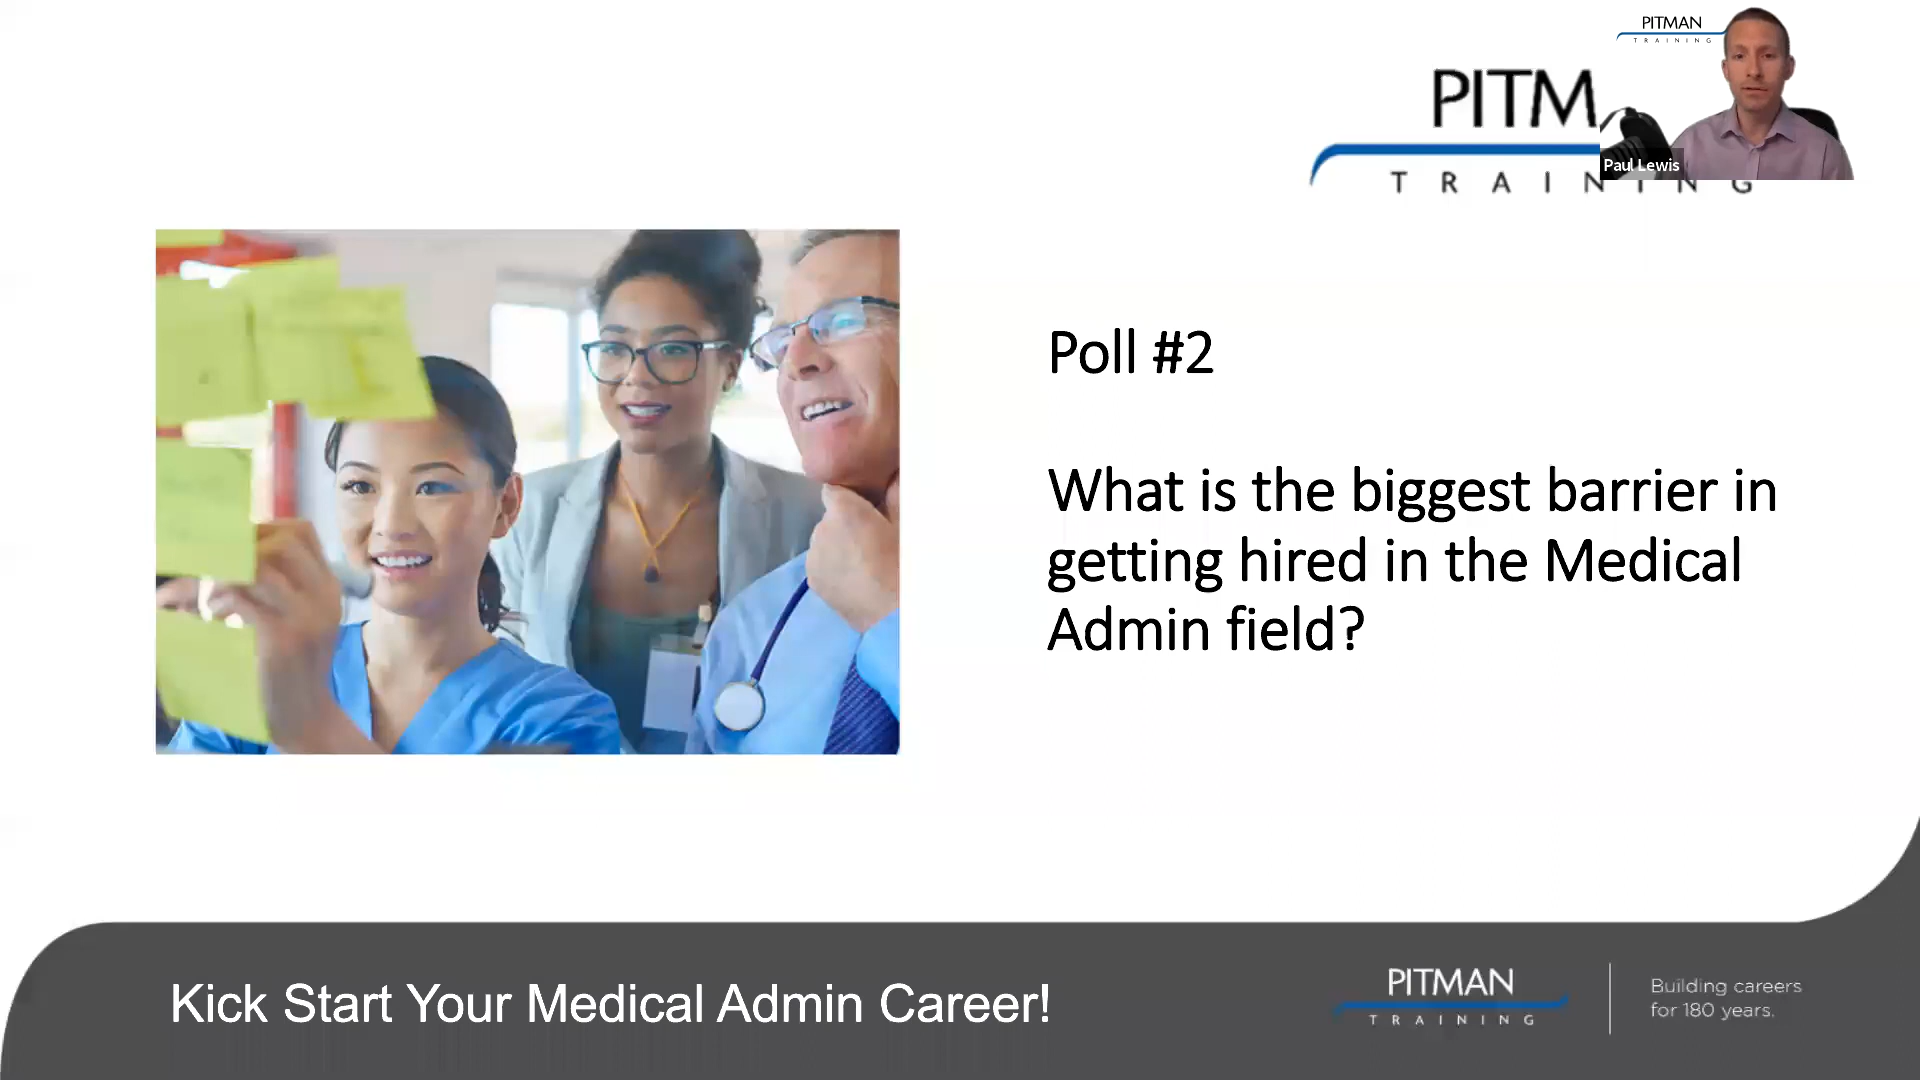 PITMAN
TRAINING
PITM
TRAINING
Paul Lewis
Poll #2
What is the biggest barrier in
getting hired in the Medical
Admin field?
Kick Start Your Medical Admin Career!
PITMAN
TRAINING
Building careers
for 180 years.